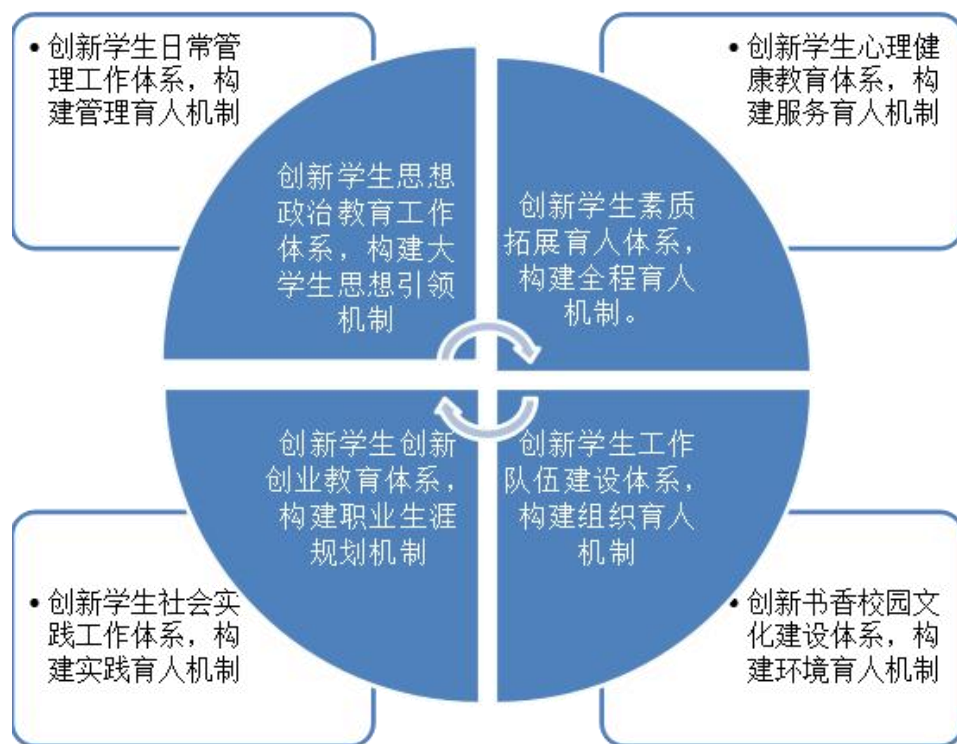 • 创新学生日常管
理工作体系，构
建管理育人机制
• 创新学生心理健
康教育体系，构
建服务育人机制
创新学生思想
政治教育工作
体系，构建大
学生思想引领
机制
创新学生素质
拓展育人体系，
构建全程育人
机制。
创新学生创新
创业教育体系，
构建职业生涯
规划机制
创新学生工作
队伍建设体系，
构建组织育人
机制
• 创新学生社会实
践工作体系，构
建实践育人机制
• 创新书香校园文
化建设体系，构
建环境育人机制